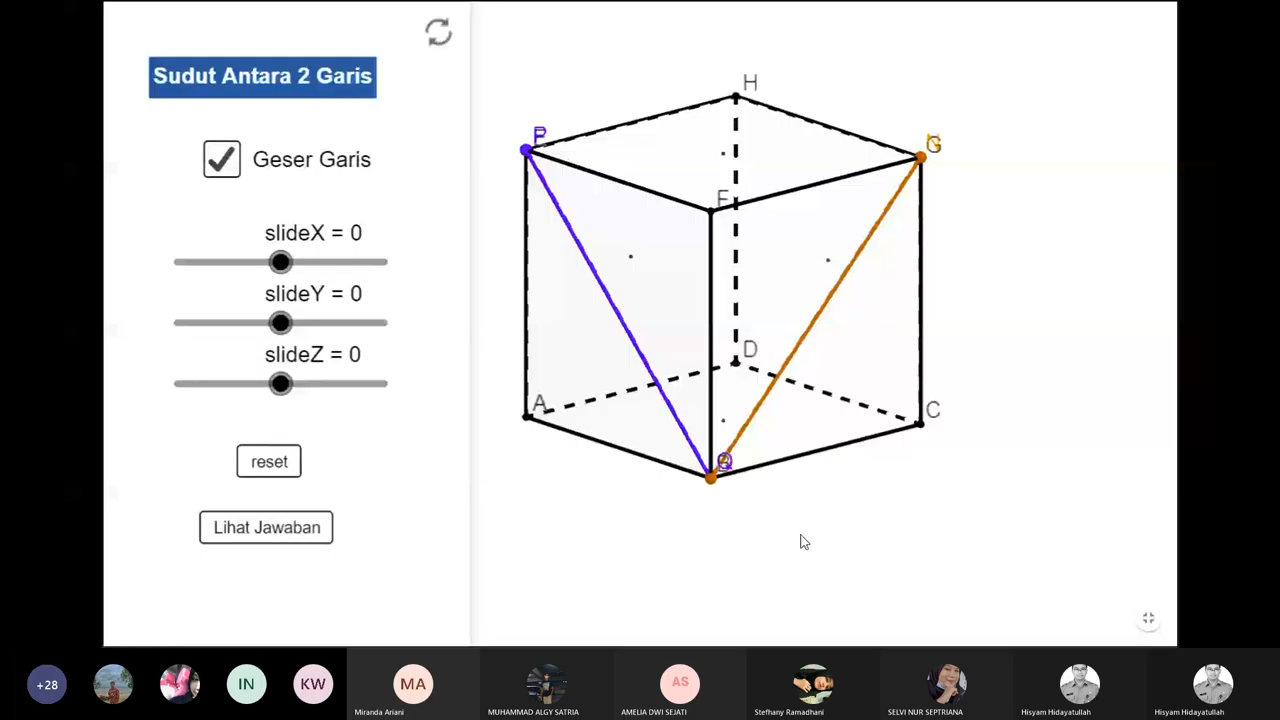 Sudut Antara 2 Garis
Geser Garis
slideX = 0
slideY = 0
slideZ = 0
reset
Lihat Jawaban
H
P
G
F
D
A
C
Q
+28
IN
KW
MA
AS
Miranda Ariani
MUHAMMAD ALGY SATRIA
AMELIA DWI SEJATI
Stefhany Ramadhani
SELVI NUR SEPTRIANA
Hisyam Hidayatullah
Hisyam Hidayatullah